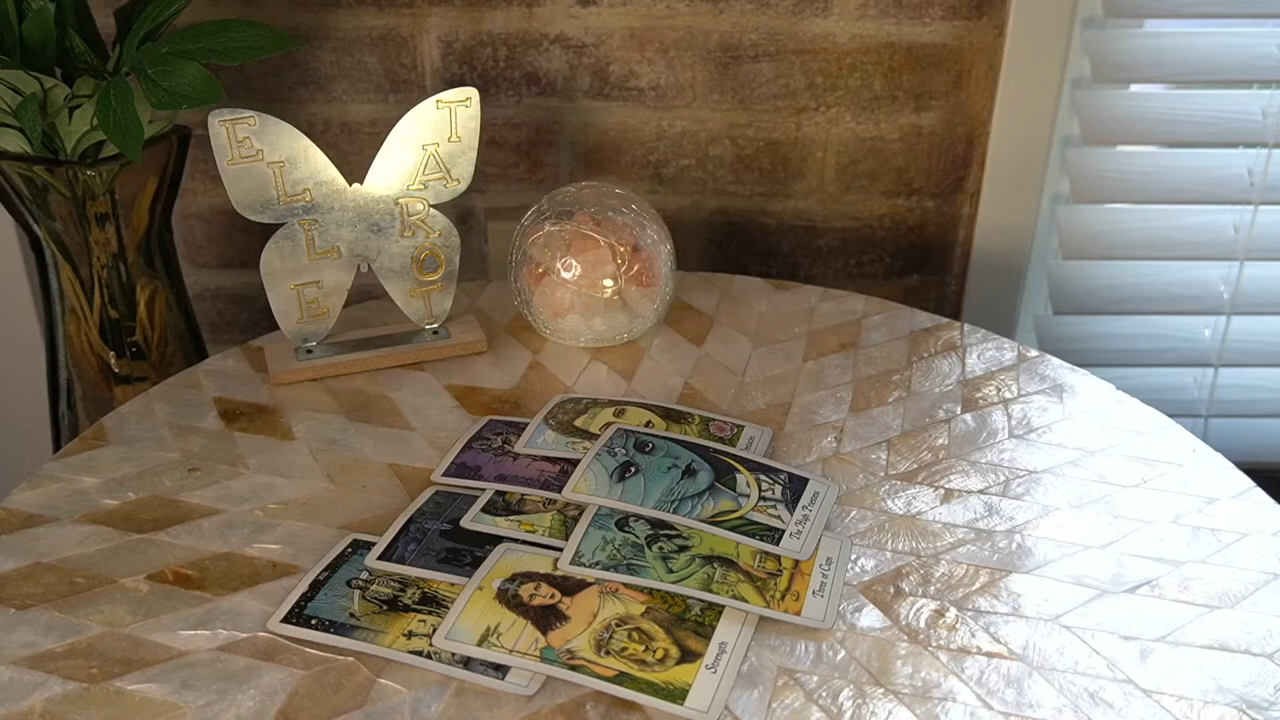 ELLE
TAROT
The High Priestess
Three of Cups
Strength